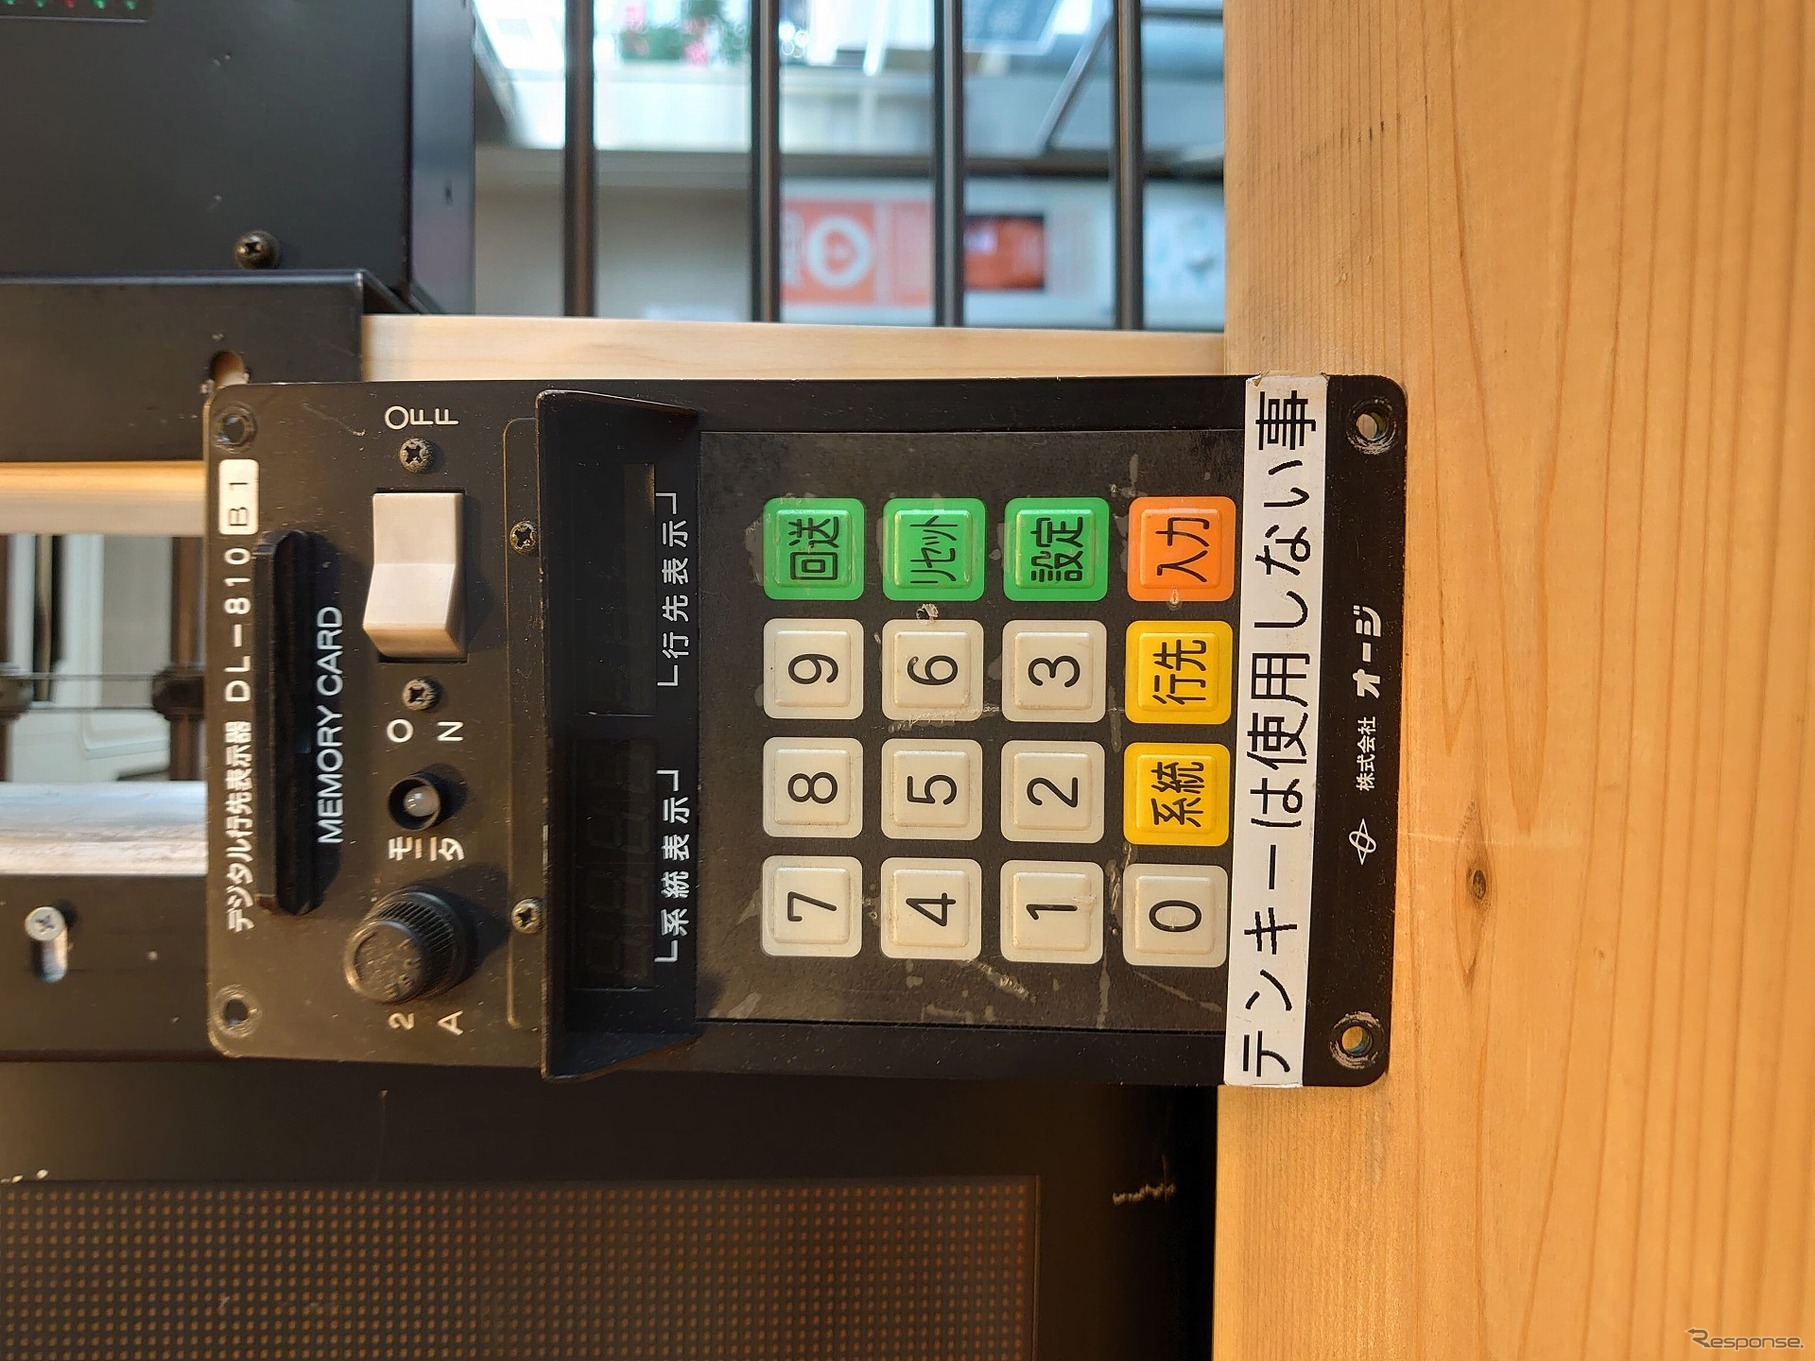 デジタル行先表示器 DL-810 B1
MEMORY CARD
2A
モニタ
ON
OFF
系統表示
行先表示
7 8 9 回送
4 5 6 リセット
1 2 3 設定
0 系統 行先 入力
テンキーは使用しない事
株式会社 オージ
Response.